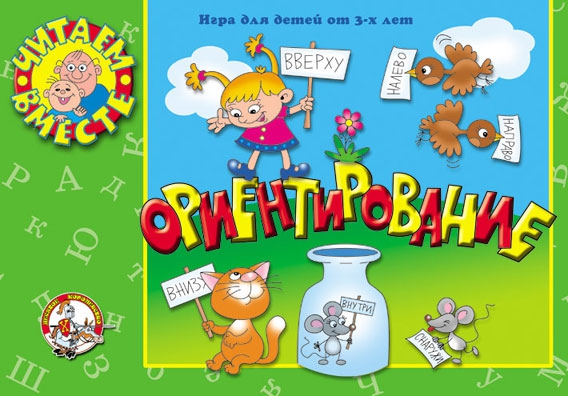 Игра для детей от 3-х лет
ЧИТАЕМ
ВМЕСТЕ
ВВЕРХУ
НАЛЕВО
НАПРАВО
ОРИЕНТИРОВАНИЕ
ВНИЗУ
ВНУТРИ
СНАРУЖИ